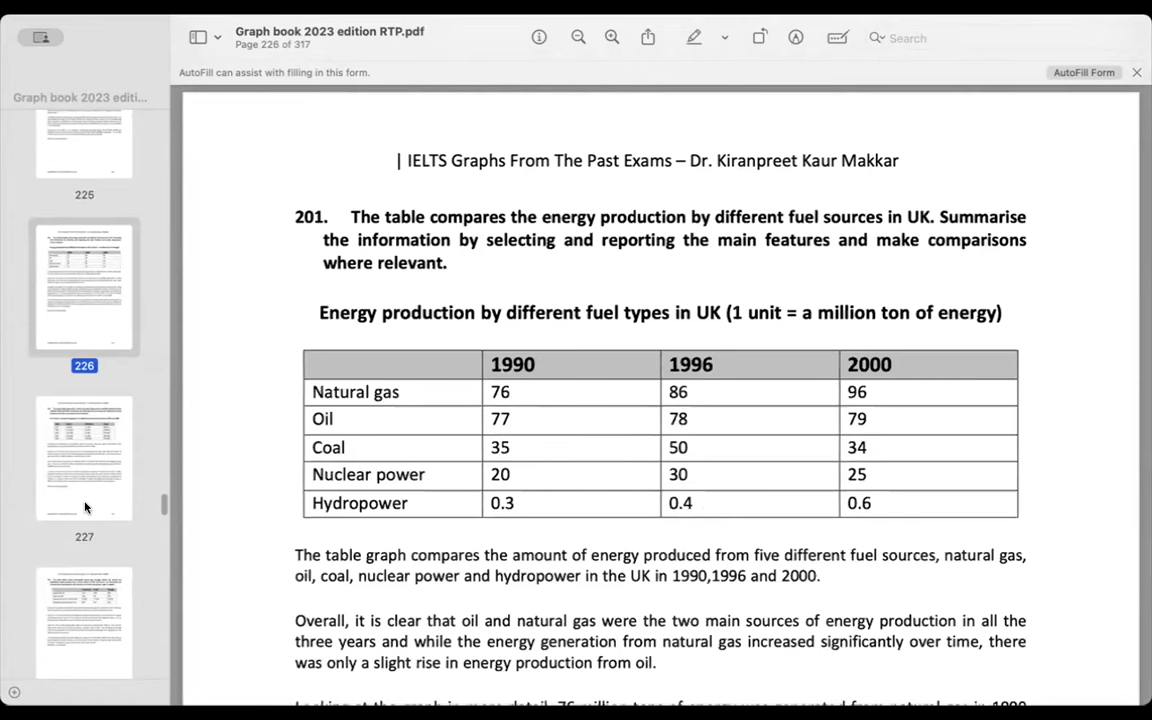 Graph book 2023 edition RTP.pdf
Page 226 of 317
Search
AutoFill can assist with filling in this form.
AutoFill Form
Graph book 2023 editi...
225
226
227
| IELTS Graphs From The Past Exams – Dr. Kiranpreet Kaur Makkar
201. The table compares the energy production by different fuel sources in UK. Summarise
the information by selecting and reporting the main features and make comparisons
where relevant.
Energy production by different fuel types in UK (1 unit = a million ton of energy)
1990 1996 2000
Natural gas 76 86 96
Oil 77 78 79
Coal 35 50 34
Nuclear power 20 30 25
Hydropower 0.3 0.4 0.6
The table graph compares the amount of energy produced from five different fuel sources, natural gas,
oil, coal, nuclear power and hydropower in the UK in 1990,1996 and 2000.
Overall, it is clear that oil and natural gas were the two main sources of energy production in all the
three years and while the energy generation from natural gas increased significantly over time, there
was only a slight rise in energy production from oil.